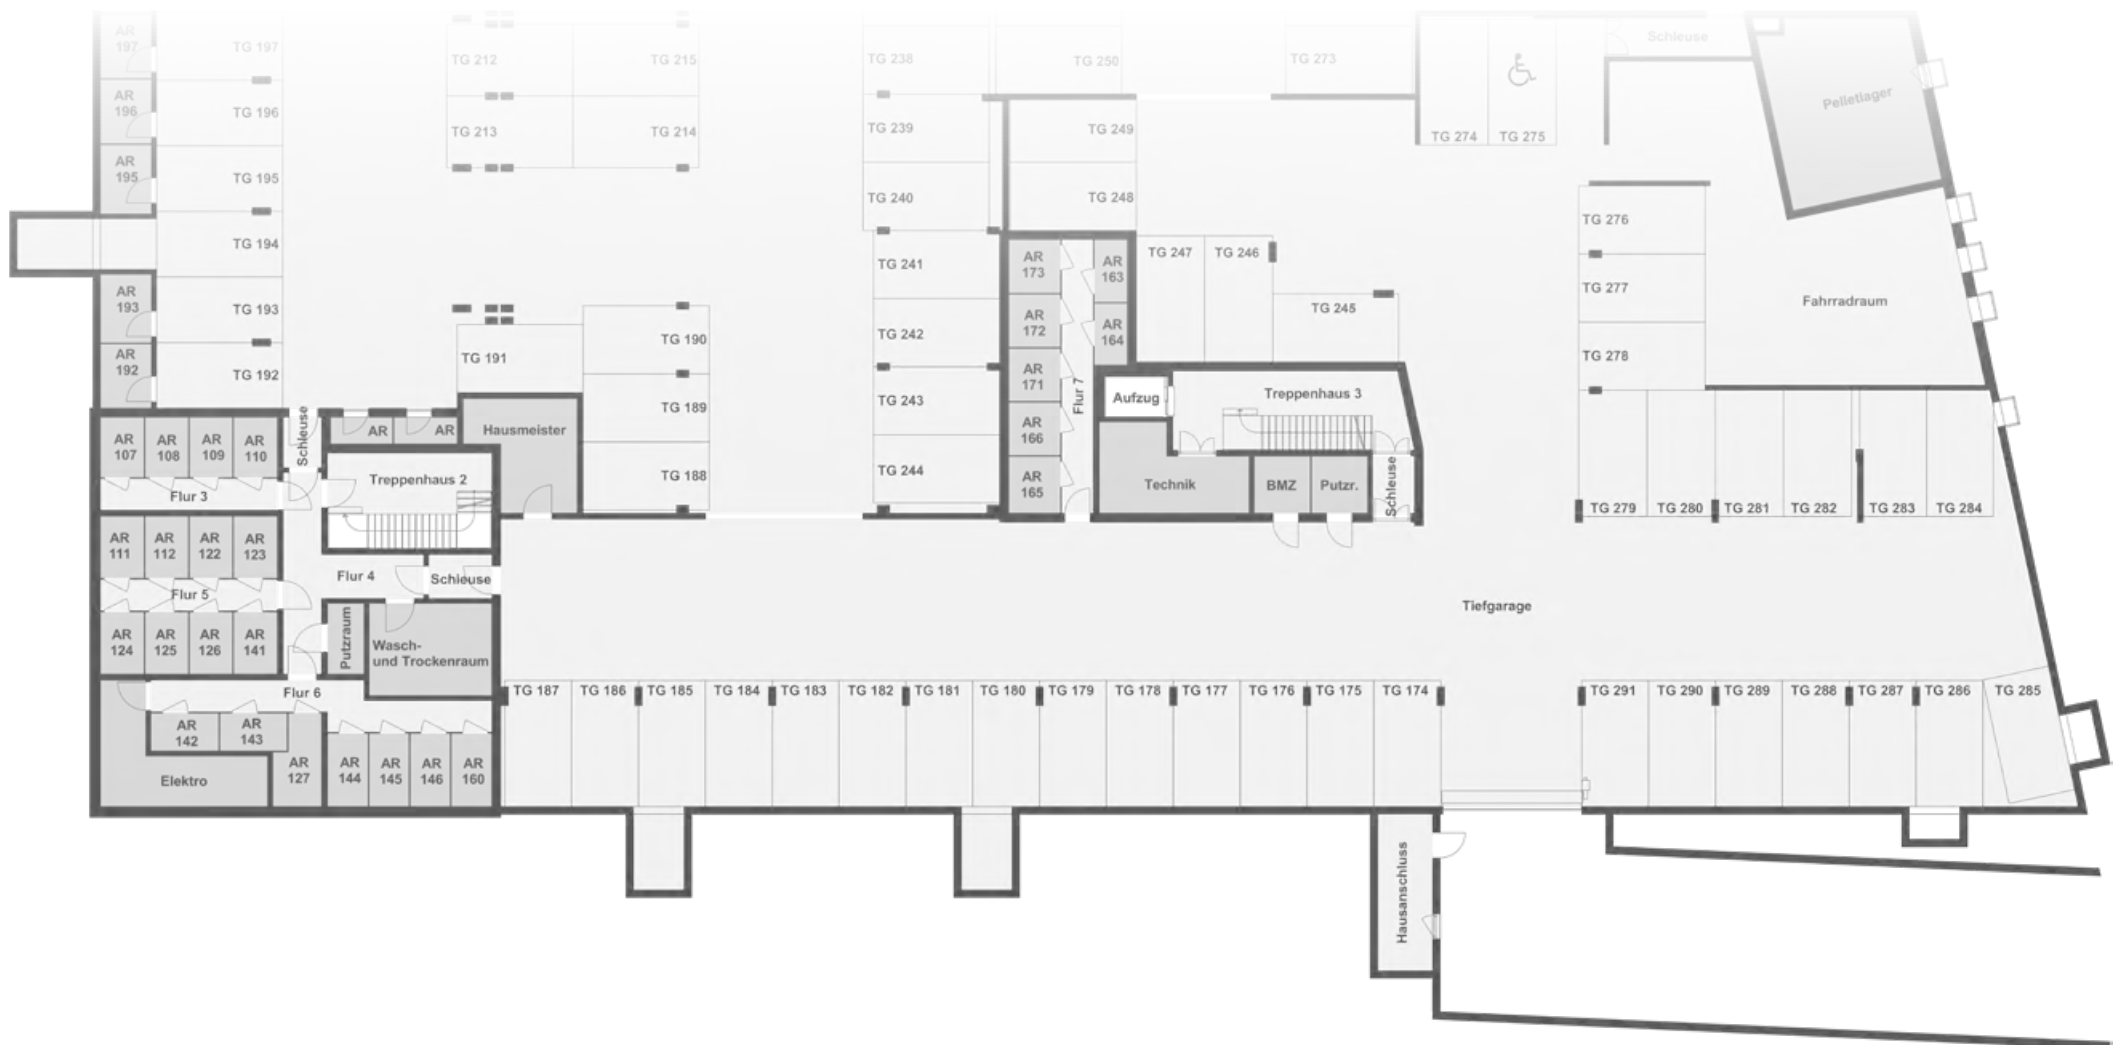 AR
197
TG 197
TG 212
TG 215
TG 238
TG 250
TG 273
Schleuse
AR
196
TG 196
TG 213
TG 214
TG 239
TG 249
TG 274
TG 275
Pelletlager
AR
195
TG 195
TG 240
TG 248
TG 276
TG 194
TG 241
AR
173
AR
163
TG 247
TG 246
TG 277
Fahrradraum
AR
193
TG 193
TG 190
TG 242
AR
172
AR
164
TG 245
AR
192
TG 192
TG 191
TG 278
AR
171
Flur 7
Aufzug
Treppenhaus 3
TG 189
TG 243
AR
107
AR
108
AR
109
AR
110
Schleuse
AR
AR
Hausmeister
AR
166
Flur 3
Treppenhaus 2
TG 188
TG 244
AR
165
Technik
BMZ
Putzr.
Schleuse
TG 279
TG 280
TG 281
TG 282
TG 283
TG 284
AR
111
AR
112
AR
122
AR
123
Flur 5
Flur 4
Schleuse
Tiefgarage
AR
124
AR
125
AR
126
AR
141
Putzraum
Wasch-
und Trockenraum
Flur 6
TG 187
TG 186
TG 185
TG 184
TG 183
TG 182
TG 181
TG 180
TG 179
TG 178
TG 177
TG 176
TG 175
TG 174
TG 291
TG 290
TG 289
TG 288
TG 287
TG 286
TG 285
AR
142
AR
143
AR
127
AR
144
AR
145
AR
146
AR
160
Elektro
Hausanschluss